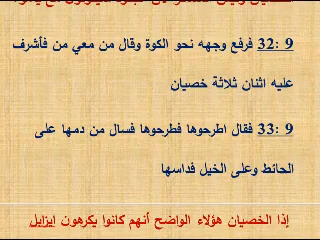 9 :32 فرفع وجهه نحو الكوة وقال من معي من فأشرف
عليه اثنان ثلاثة خصيان
9 :33 فقال اطرحوها فطرحوها فسال من دمها على
الحائط وعلى الخيل فداسها
إذا الخصيان هؤلاء الواضح أنهم كانوا يكرهون ايزابل